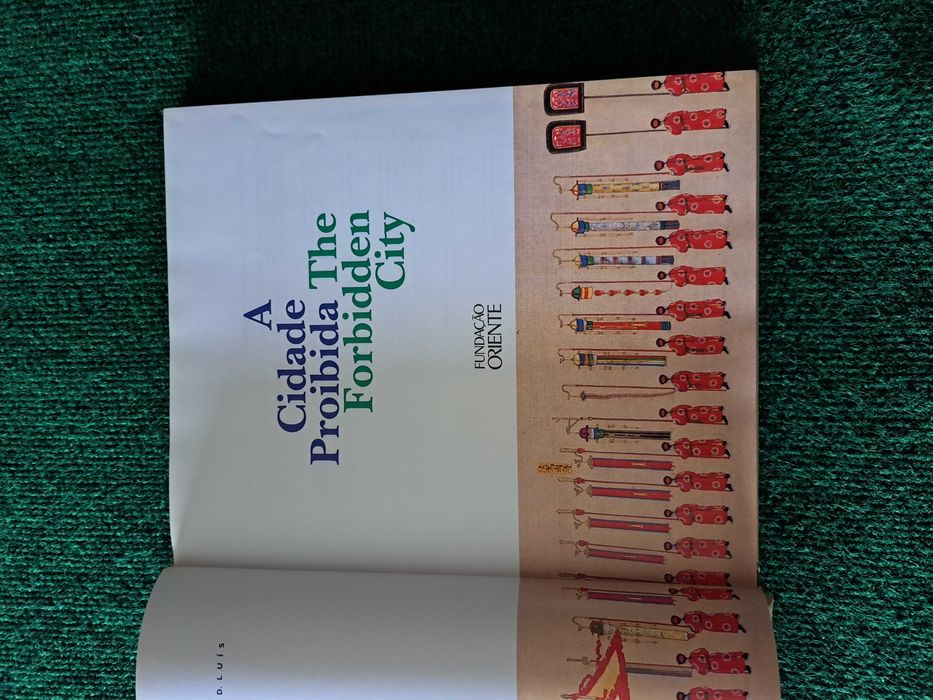 D. LUÍS
A
Cidade
Proibida The
Forbidden
City
FUNDAÇÃO
ORIENTE